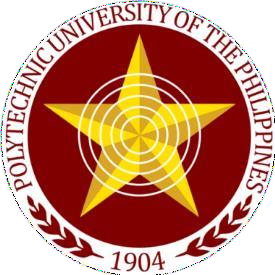 POLYTECHNIC UNIVERSITY OF THE PHILIPPINES
1904